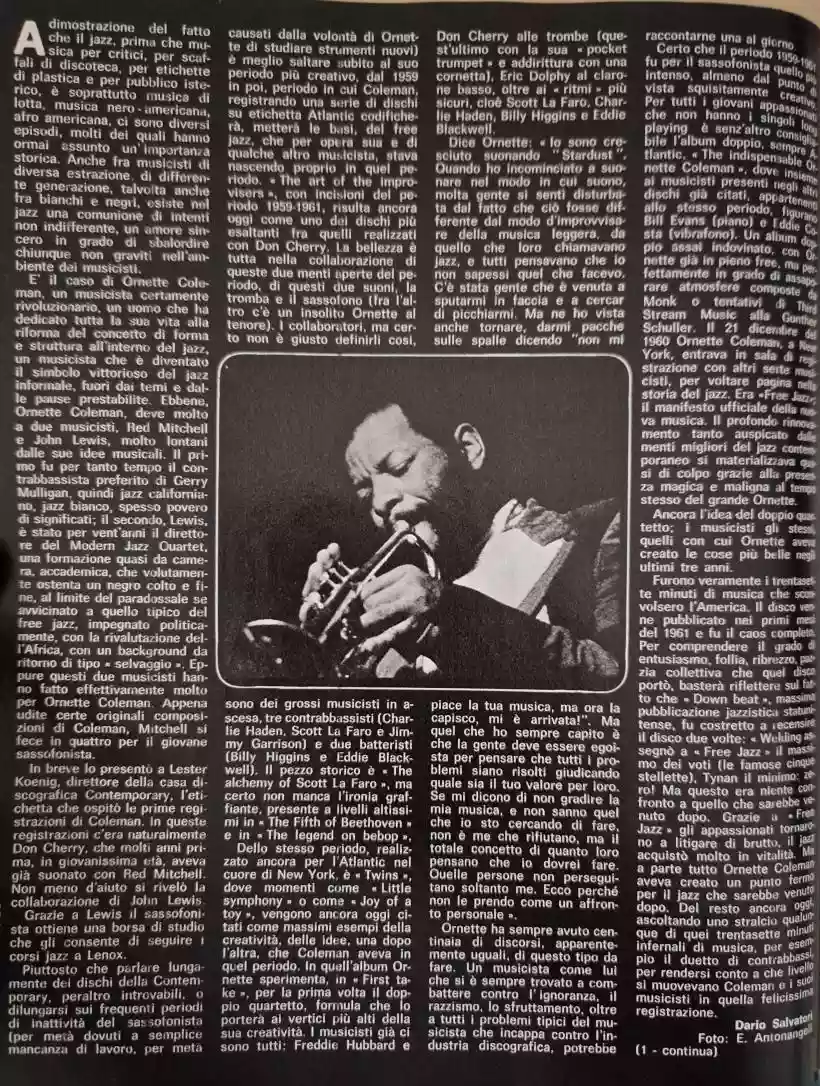 A dimostrazione del fatto
che il jazz, prima che mu-
sica per critici, per scaf-
fali di discoteca, per etichette
di plastica e per pubblico iste-
rico, è soprattutto musica di
lotta, musica nero-americana,
afro americana, ci sono diversi
episodi, molti dei quali hanno
ormai assunto un'importanza
storica. Anche fra musicisti di
diversa estrazione, di differen-
te generazione, talvolta anche
fra bianchi e negri, esiste nel
jazz una comunione di intenti
non indifferente, un amore sin-
cero in grado di sbalordire
chiunque non graviti nell'am-
biente dei musicisti.
E' il caso di Ornette Cole-
man, un musicista certamente
rivoluzionario, un uomo che ha
dedicato tutta la sua vita alla
riforma del concetto di forma
e struttura all'interno del jazz,
un musicista che è diventato
il simbolo vittorioso del jazz
informale, fuori dai temi e dal-
le pause prestabilite. Ebbene,
Ornette Coleman, deve molto
a due musicisti, Red Mitchell
e John Lewis, molto lontani
dalle sue idee musicali. Il pri-
mo fu per tanto tempo il con-
trabbassista preferito di Gerry
Mulligan, quindi jazz california-
no, jazz bianco, spesso povero
di significati; il secondo, Lewis,
è stato per vent'anni il diretto-
re del Modern Jazz Quartet,
una formazione quasi da came-
ra, accademica, che volutamen-
te ostenta un negro colto e fi-
ne, al limite del paradossale se
avvicinato a quello tipico del
free jazz, impegnato politica-
mente, con la rivalutazione del-
l'Africa, con un background da
ritorno di tipo « selvaggio ». Ep-
pure questi due musicisti han-
no fatto effettivamente molto
per Ornette Coleman. Appena
udite certe originali composi-
zioni di Coleman, Mitchell si
fece in quattro per il giovane
sassofonista.
In breve lo presentò a Lester
Koenig, direttore della casa di-
scografica Contemporary, l'eti-
chetta che ospitò le prime regi-
strazioni di Coleman. In queste
registrazioni c'era naturalmente
Don Cherry, che molti anni pri-
ma, in giovanissima età, aveva
già suonato con Red Mitchell.
Non meno d'aiuto si rivelò la
collaborazione di John Lewis.
Grazie a Lewis il sassofoni-
sta ottiene una borsa di studio
che gli consente di seguire i
corsi jazz a Lenox.
Piuttosto che parlare lunga-
mente dei dischi della Contem-
porary, peraltro introvabili, o
dilungarsi sui frequenti periodi
di inattività del sassofonista
(per metà dovuti a semplice
mancanza di lavoro, per metà
causati dalla volontà di Ornet-
te di studiare strumenti nuovi)
è meglio saltare subito al suo
periodo più creativo, dal 1959
in poi, periodo in cui Coleman,
registrando una serie di dischi
su etichetta Atlantic codifiche-
rà, metterà le basi, del free
jazz, che per opera sua e di
qualche altro musicista, stava
nascendo proprio in quel pe-
riodo. « The art of the impro-
visers », con incisioni del pe-
riodo 1959-1961, risulta ancora
oggi come uno dei dischi più
esaltanti fra quelli realizzati
con Don Cherry. La bellezza è
tutta nella collaborazione di
queste due menti aperte del pe-
riodo, di questi due suoni, la
tromba e il sassofono (fra l'al-
tro c'è un insolito Ornette al
tenore). I collaboratori, ma cer-
to non è giusto definirli così,
sono dei grossi musicisti in a-
scesa, tre contrabbassisti (Char-
lie Haden, Scott La Faro e Jim-
my Garrison) e due batteristi
(Billy Higgins e Eddie Black-
well). Il pezzo storico è « The
alchemy of Scott La Faro », ma
certo non manca l'ironia graf-
fiante, presente a livelli altissi-
mi in « The Fifth of Beethoven »
e in « The legend on bebop ».
Dello stesso periodo, realiz-
zato ancora per l'Atlantic nel
cuore di New York, è « Twins »,
dove momenti come « Little
symphony » o come « Joy of a
toy », vengono ancora oggi ci-
tati come massimi esempi della
creatività, delle idee, una dopo
l'altra, che Coleman aveva in
quel periodo. In quall'album Or-
nette sperimenta, in « First ta-
ke », per la prima volta il dop-
pio quartetto, formula che lo
porterà ai vertici più alti della
sua creatività. I musicisti già ci
sono tutti: Freddie Hubbard e
Don Cherry alle trombe (que-
st'ultimo con la sua « pocket
trumpet » e addirittura con una
cornetta), Eric Dolphy al claro-
ne basso, oltre ai « ritmi » più
sicuri, cioè Scott La Faro, Char-
lie Haden, Billy Higgins e Eddie
Blackwell.
Dice Ornette: « Io sono cre-
sciuto suonando "Stardust".
Quando ho incominciato a suo-
nare nel modo in cui suono,
molta gente si sentì disturba-
ta dal fatto che ciò fosse dif-
ferente dal modo d'improvvisa-
re della musica leggera, da
quello che loro chiamavano
jazz, e tutti pensavano che io
non sapessi quel che facevo.
C'è stata gente che è venuta a
sputarmi in faccia e a cercar
di picchiarmi. Ma ne ho vista
anche tornare, darmi pacche
sulle spalle dicendo "non mi
piace la tua musica, ma ora la
capisco, mi è arrivata!". Ma
quel che ho sempre capito è
che la gente deve essere egoi-
sta per pensare che tutti i pro-
blemi siano risolti giudicando
quale sia il tuo valore per loro.
Se mi dicono di non gradire la
mia musica, e non sanno quel
che io sto cercando di fare,
non è me che rifiutano, ma il
totale concetto di quanto loro
pensano che io dovrei fare.
Quelle persone non persegui-
tano soltanto me. Ecco perché
non le prendo come un affron-
to personale ».
Ornette ha sempre avuto cen-
tinaia di discorsi, apparente-
mente uguali, di questo tipo da
fare. Un musicista come lui
che si è sempre trovato a com-
battere contro l'ignoranza, il
razzismo, lo sfruttamento, oltre
a tutti i problemi tipici del mu-
sicista che incappa contro l'in-
dustria discografica, potrebbe
raccontarne una al giorno.
Certo che il periodo 1959-1961
fu per il sassofonista quello più
intenso, almeno dal punto di
vista squisitamente creativo.
Per tutti i giovani appassionati
che non hanno i singoli long
playing è senz'altro consiglia-
bile l'album doppio, sempre A-
tlantic, « The indispensable Or-
nette Coleman », dove insieme
ai musicisti presenti negli altri
dischi già citati, appartenenti
allo stesso periodo, figurano
Bill Evans (piano) e Eddie Co-
sta (vibrafono). Un album dop-
pio assai indovinato, con Or-
nette già in pieno free, ma per-
fettamente in grado di assapo-
rare atmosfere composte da
Monk o tentativi di Third
Stream Music alla Gunther
Schuller. Il 21 dicembre del
1960 Ornette Coleman, a New
York, entrava in sala di regi-
strazione con altri sette musi-
cisti, per voltare pagina nella
storia del jazz. Era «Free Jazz»,
il manifesto ufficiale della nuo-
va musica. Il profondo rinnova-
mento tanto auspicato dalle
menti migliori del jazz contem-
poraneo si materializzava qua-
si di colpo grazie alla presen-
za magica e maligna al tempo
stesso del grande Ornette.
Ancora l'idea del doppio quar-
tetto; i musicisti gli stessi,
quelli con cui Ornette aveva
creato le cose più belle negli
ultimi tre anni.
Furono veramente i trentaset-
te minuti di musica che scon-
volsero l'America. Il disco ven-
ne pubblicato nei primi mesi
del 1961 e fu il caos completo.
Per comprendere il grado di
entusiasmo, follia, ribrezzo, paz-
zia collettiva che quel disco
portò, basterà riflettere sul fat-
to che « Down beat », massima
pubblicazione jazzistica statuni-
tense, fu costretto a recensire
il disco due volte: « Welding as-
segnò a « Free Jazz » il massi-
mo dei voti (le famose cinque
stellette), Tynan il minimo: ze-
ro! Ma questo era niente con-
fronto a quello che sarebbe ve-
nuto dopo. Grazie a « Free
Jazz » gli appassionati tornaro-
no a litigare di brutto, il jazz
acquistò molto in vitalità. Ma
a parte tutto Ornette Coleman
aveva creato un punto fermo
per il jazz che sarebbe venuto
dopo. Del resto ancora oggi,
ascoltando uno stralcio qualun-
que di quei trentasette minuti
infernali di musica, per esem-
pio il duetto di contrabbassi,
per rendersi conto a che livello
si muovevano Coleman e i suoi
musicisti in quella felicissima
registrazione.
Dario Salvatori
Foto: E. Antonangeli
(1 - continua)